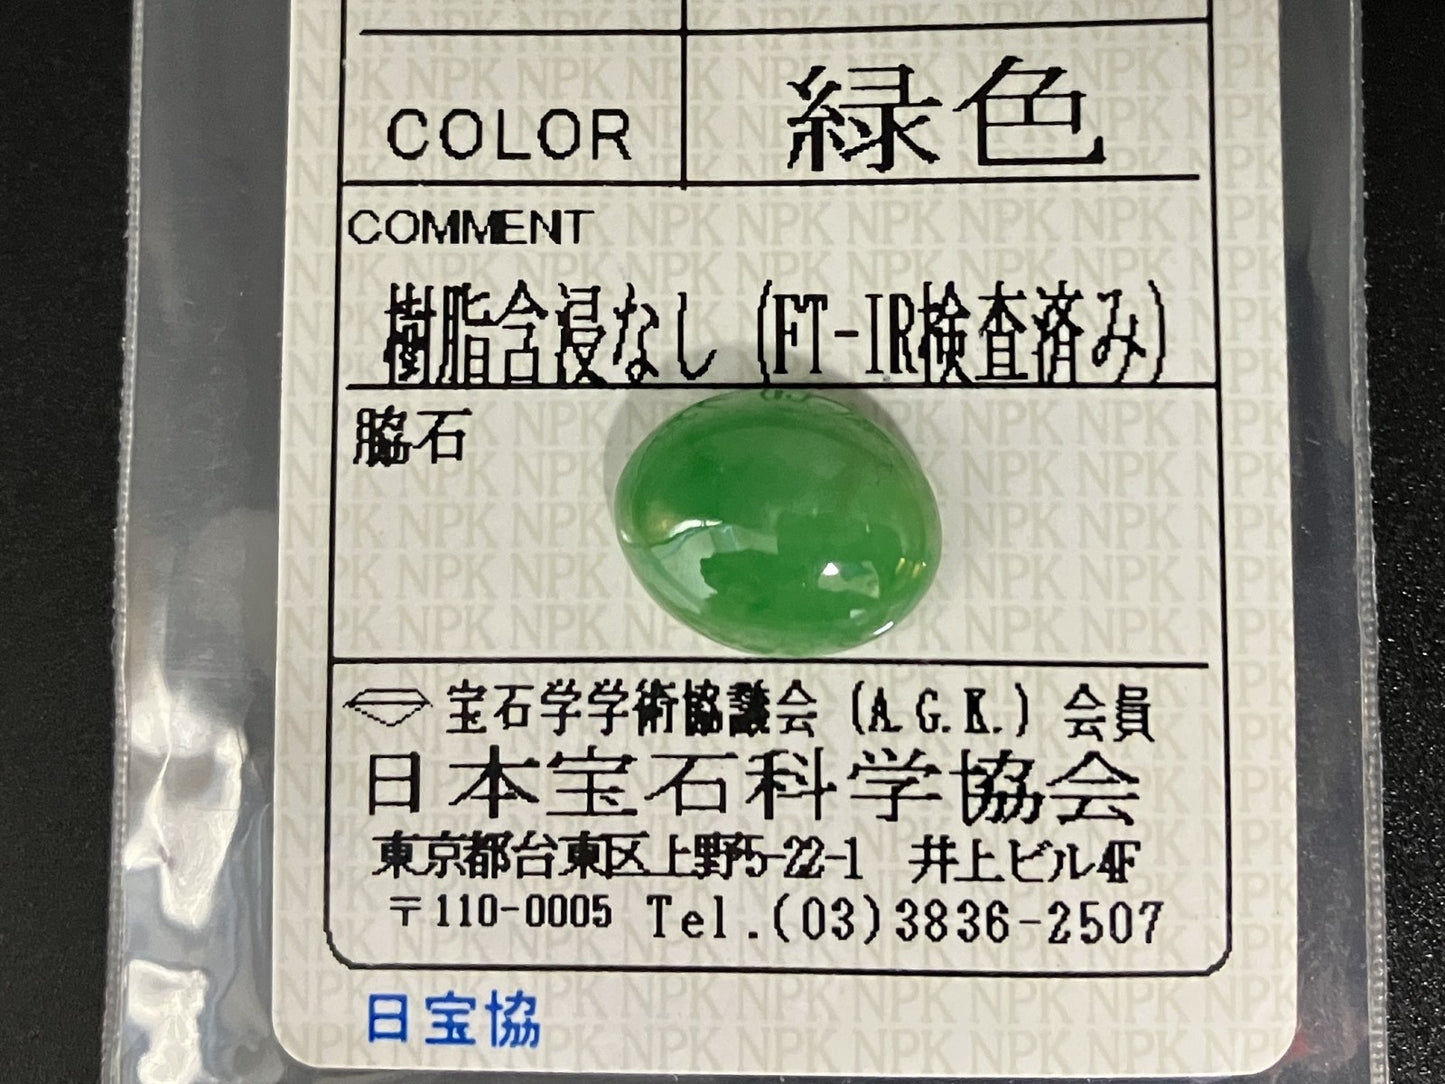 COLOR 緑色
COMMENT
樹脂含浸なし (FT-IR検査済み)
脇石
宝石学学術協議会 (A.G.K.) 会員
日本宝石科学協会
東京都台東区上野5-22-1 井上ビル4F
〒110-0005 Tel.(03)3836-2507
日宝協